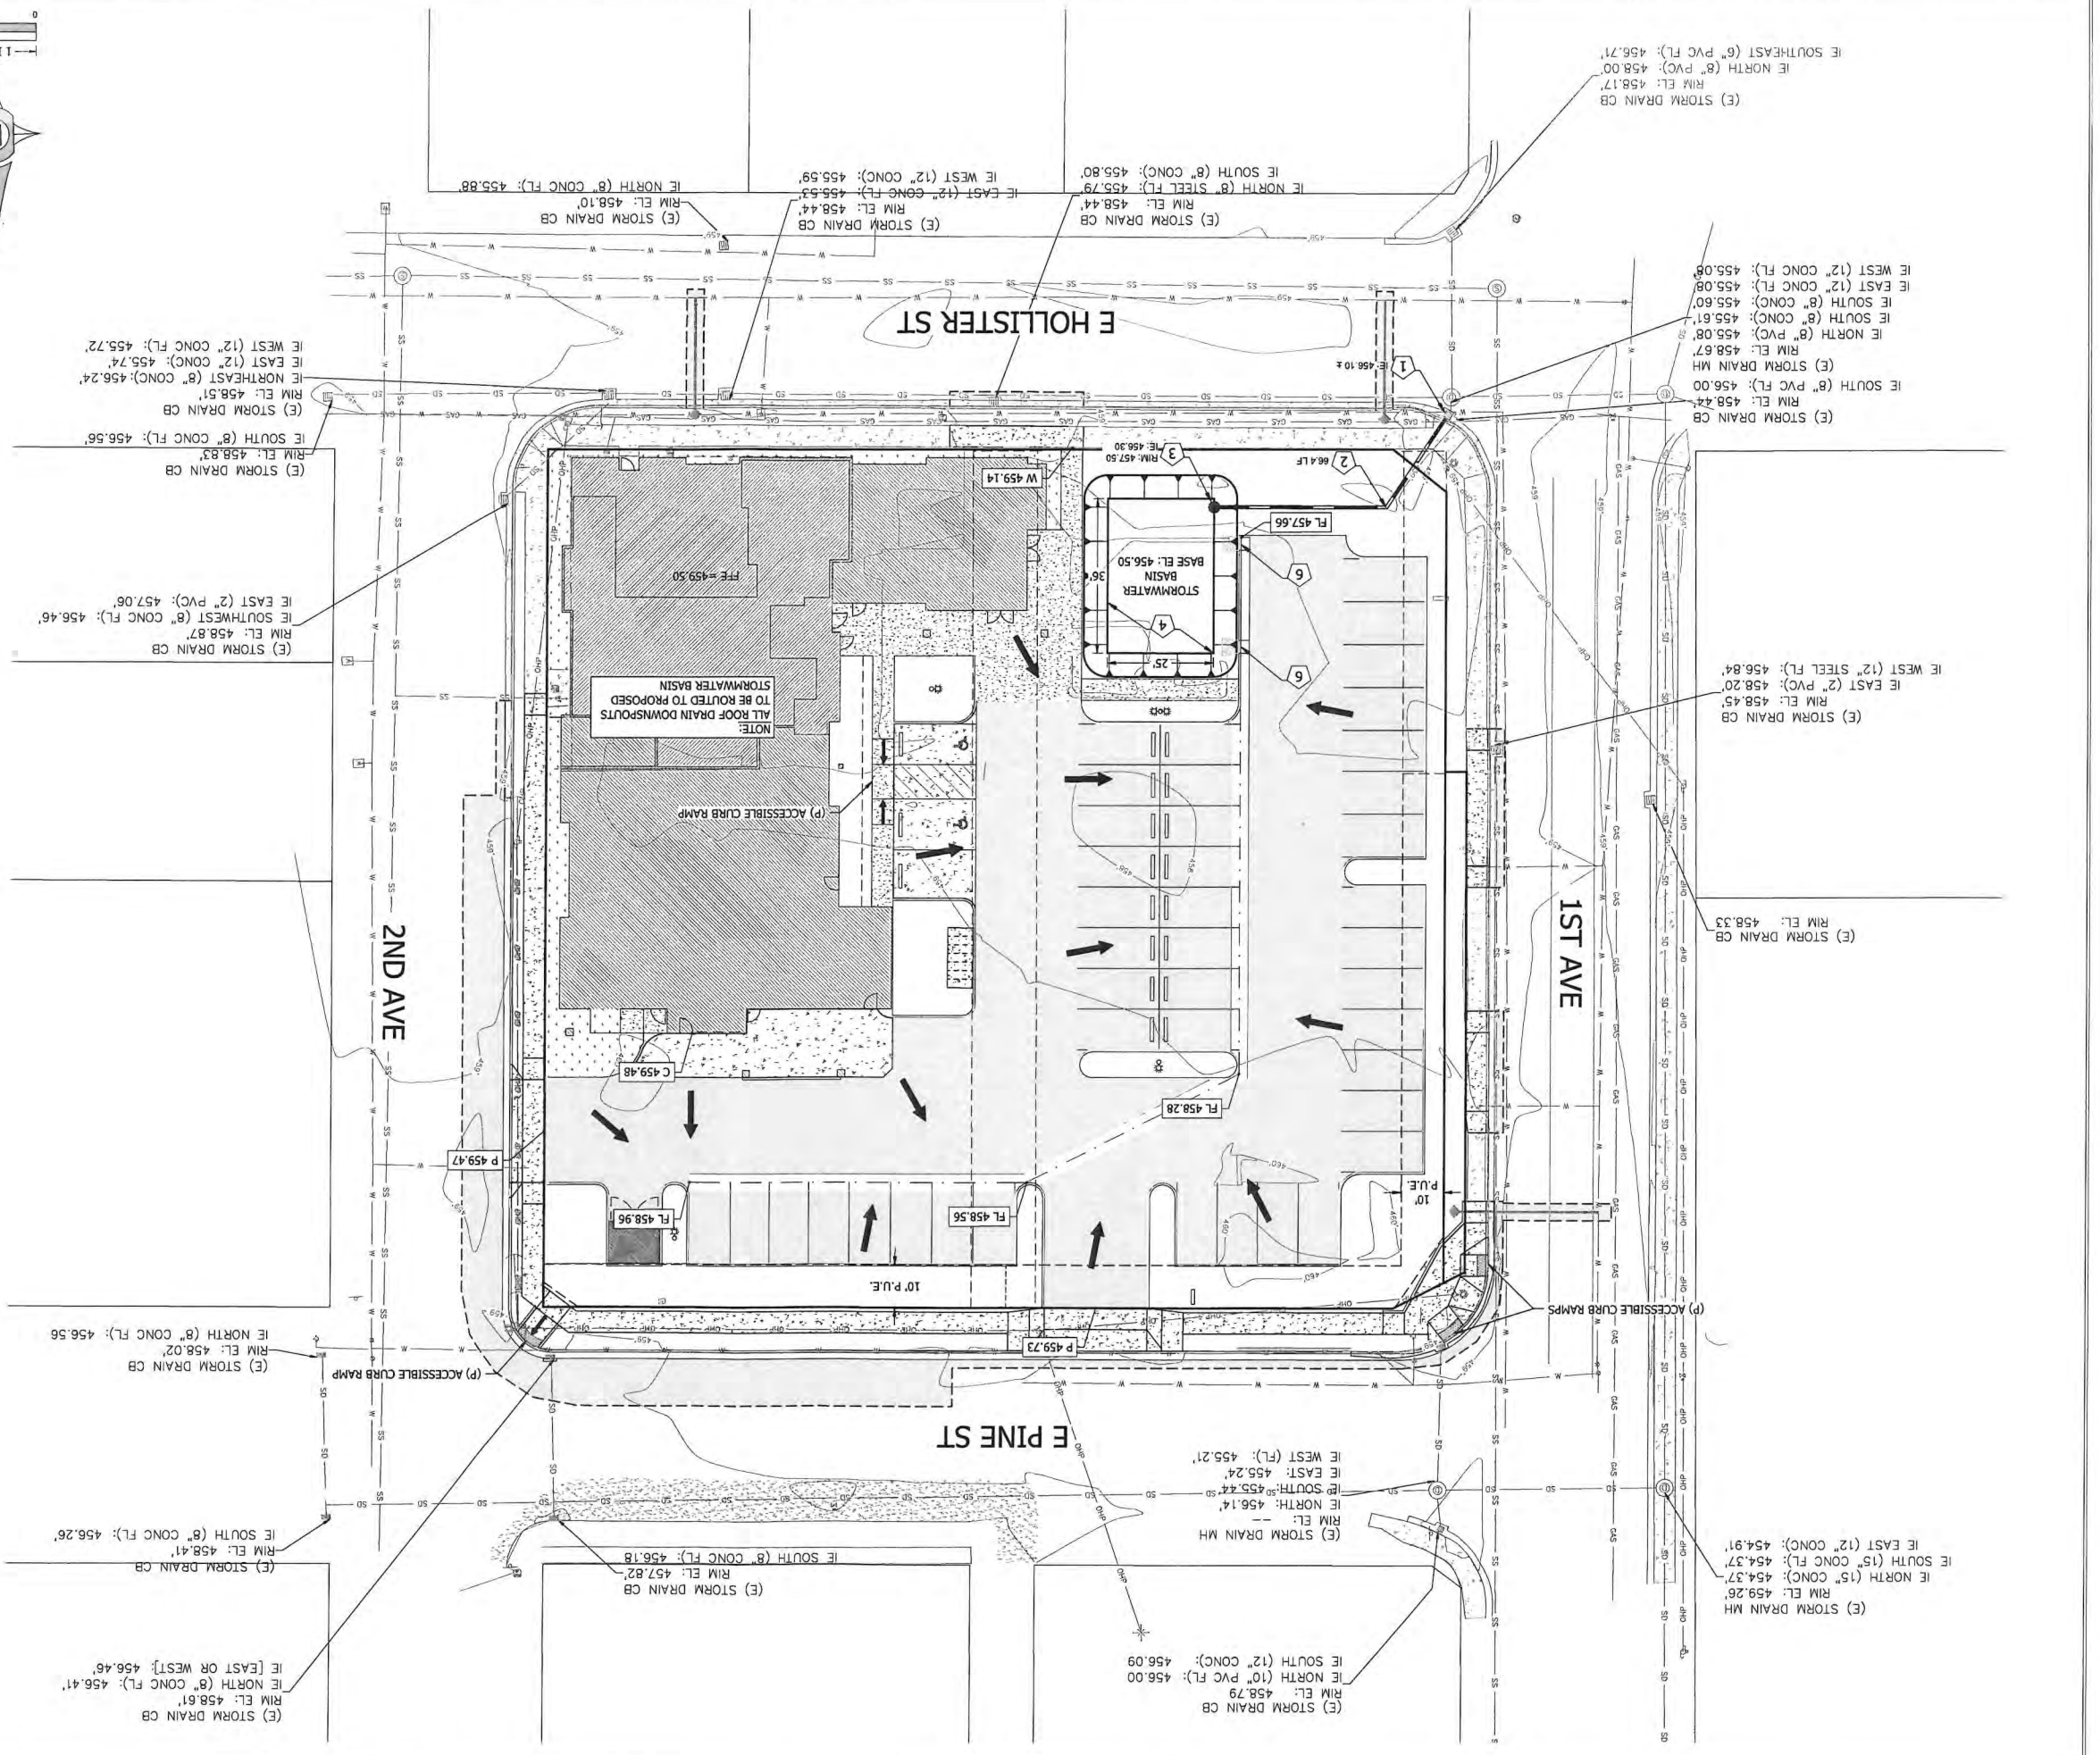 (E) STORM DRAIN CB
RIM EL: 458.79
IE NORTH (10" PVC FL): 456.00
IE SOUTH (12" CONC): 456.09
(E) STORM DRAIN CB
RIM EL: 458.61'
IE NORTH (8" CONC FL): 456.41'
IE [EAST OR WEST]: 456.46'
(E) STORM DRAIN MH
RIM EL: 459.26'
IE NORTH (15" CONC): 454.37'
IE SOUTH (15" CONC FL): 454.37'
IE EAST (12" CONC): 454.91'
(E) STORM DRAIN MH
RIM EL: --
IE NORTH: 456.14'
IE SOUTH: 455.44'
IE EAST: 455.24'
IE WEST (FL): 455.21'
(E) STORM DRAIN CB
RIM EL: 457.82'
IE SOUTH (8" CONC FL): 456.18
(E) STORM DRAIN CB
RIM EL: 458.41'
IE SOUTH (8" CONC FL): 456.26'
E PINE ST
(P) ACCESSIBLE CURB RAMP
(E) STORM DRAIN CB
RIM EL: 458.02'
IE NORTH (8" CONC FL): 456.56
(P) ACCESSIBLE CURB RAMPS
P 459.73
10' P.U.E.
10'
P.U.E.
FL 458.56
FL 458.96
P 459.47
FL 458.28
C 459.48
1ST AVE
2ND AVE
(E) STORM DRAIN CB
RIM EL: 458.33
(P) ACCESSIBLE CURB RAMP
NOTE:
ALL ROOF DRAIN DOWNSPOUTS
TO BE ROUTED TO PROPOSED
STORMWATER BASIN
(E) STORM DRAIN CB
RIM EL: 458.45'
IE EAST (2" PVC): 458.20'
IE WEST (12" STEEL FL): 456.84'
6
25'
4
36'
STORMWATER
BASIN
BASE EL: 456.50
6
FL 457.66
FFE =459.50
(E) STORM DRAIN CB
RIM EL: 458.87'
IE SOUTHWEST (8" CONC FL): 456.46'
IE EAST (2" PVC): 457.06'
W 459.14
2
66.4 LF
3
RIM: 457.50
IE: 456.30
(E) STORM DRAIN CB
RIM EL: 458.83'
IE SOUTH (8" CONC FL): 456.56'
(E) STORM DRAIN CB
RIM EL: 458.44'
IE SOUTH (8" PVC FL): 456.00
(E) STORM DRAIN MH
RIM EL: 458.67'
IE NORTH (8" PVC): 455.08'
IE SOUTH (8" CONC): 455.61'
IE SOUTH (8" CONC): 455.60'
IE EAST (12" CONC FL): 455.08
IE WEST (12" CONC FL): 455.08'
1
IE: 456.10 ±
(E) STORM DRAIN CB
RIM EL: 458.51'
IE NORTHEAST (8" CONC): 456.24'
IE EAST (12" CONC): 455.74'
IE WEST (12" CONC FL): 455.72'
E HOLLISTER ST
(E) STORM DRAIN CB
RIM EL: 458.44'
IE NORTH (8" STEEL FL): 455.79'
IE SOUTH (8" CONC): 455.80'
(E) STORM DRAIN CB
RIM EL: 458.44'
IE EAST (12" CONC FL): 455.53'
IE WEST (12" CONC): 455.59'
(E) STORM DRAIN CB
RIM EL: 458.10'
IE NORTH (8" CONC FL): 455.88'
(E) STORM DRAIN CB
RIM EL: 458.17'
IE NORTH (8" PVC): 458.00'
IE SOUTHEAST (6" PVC FL): 456.71'